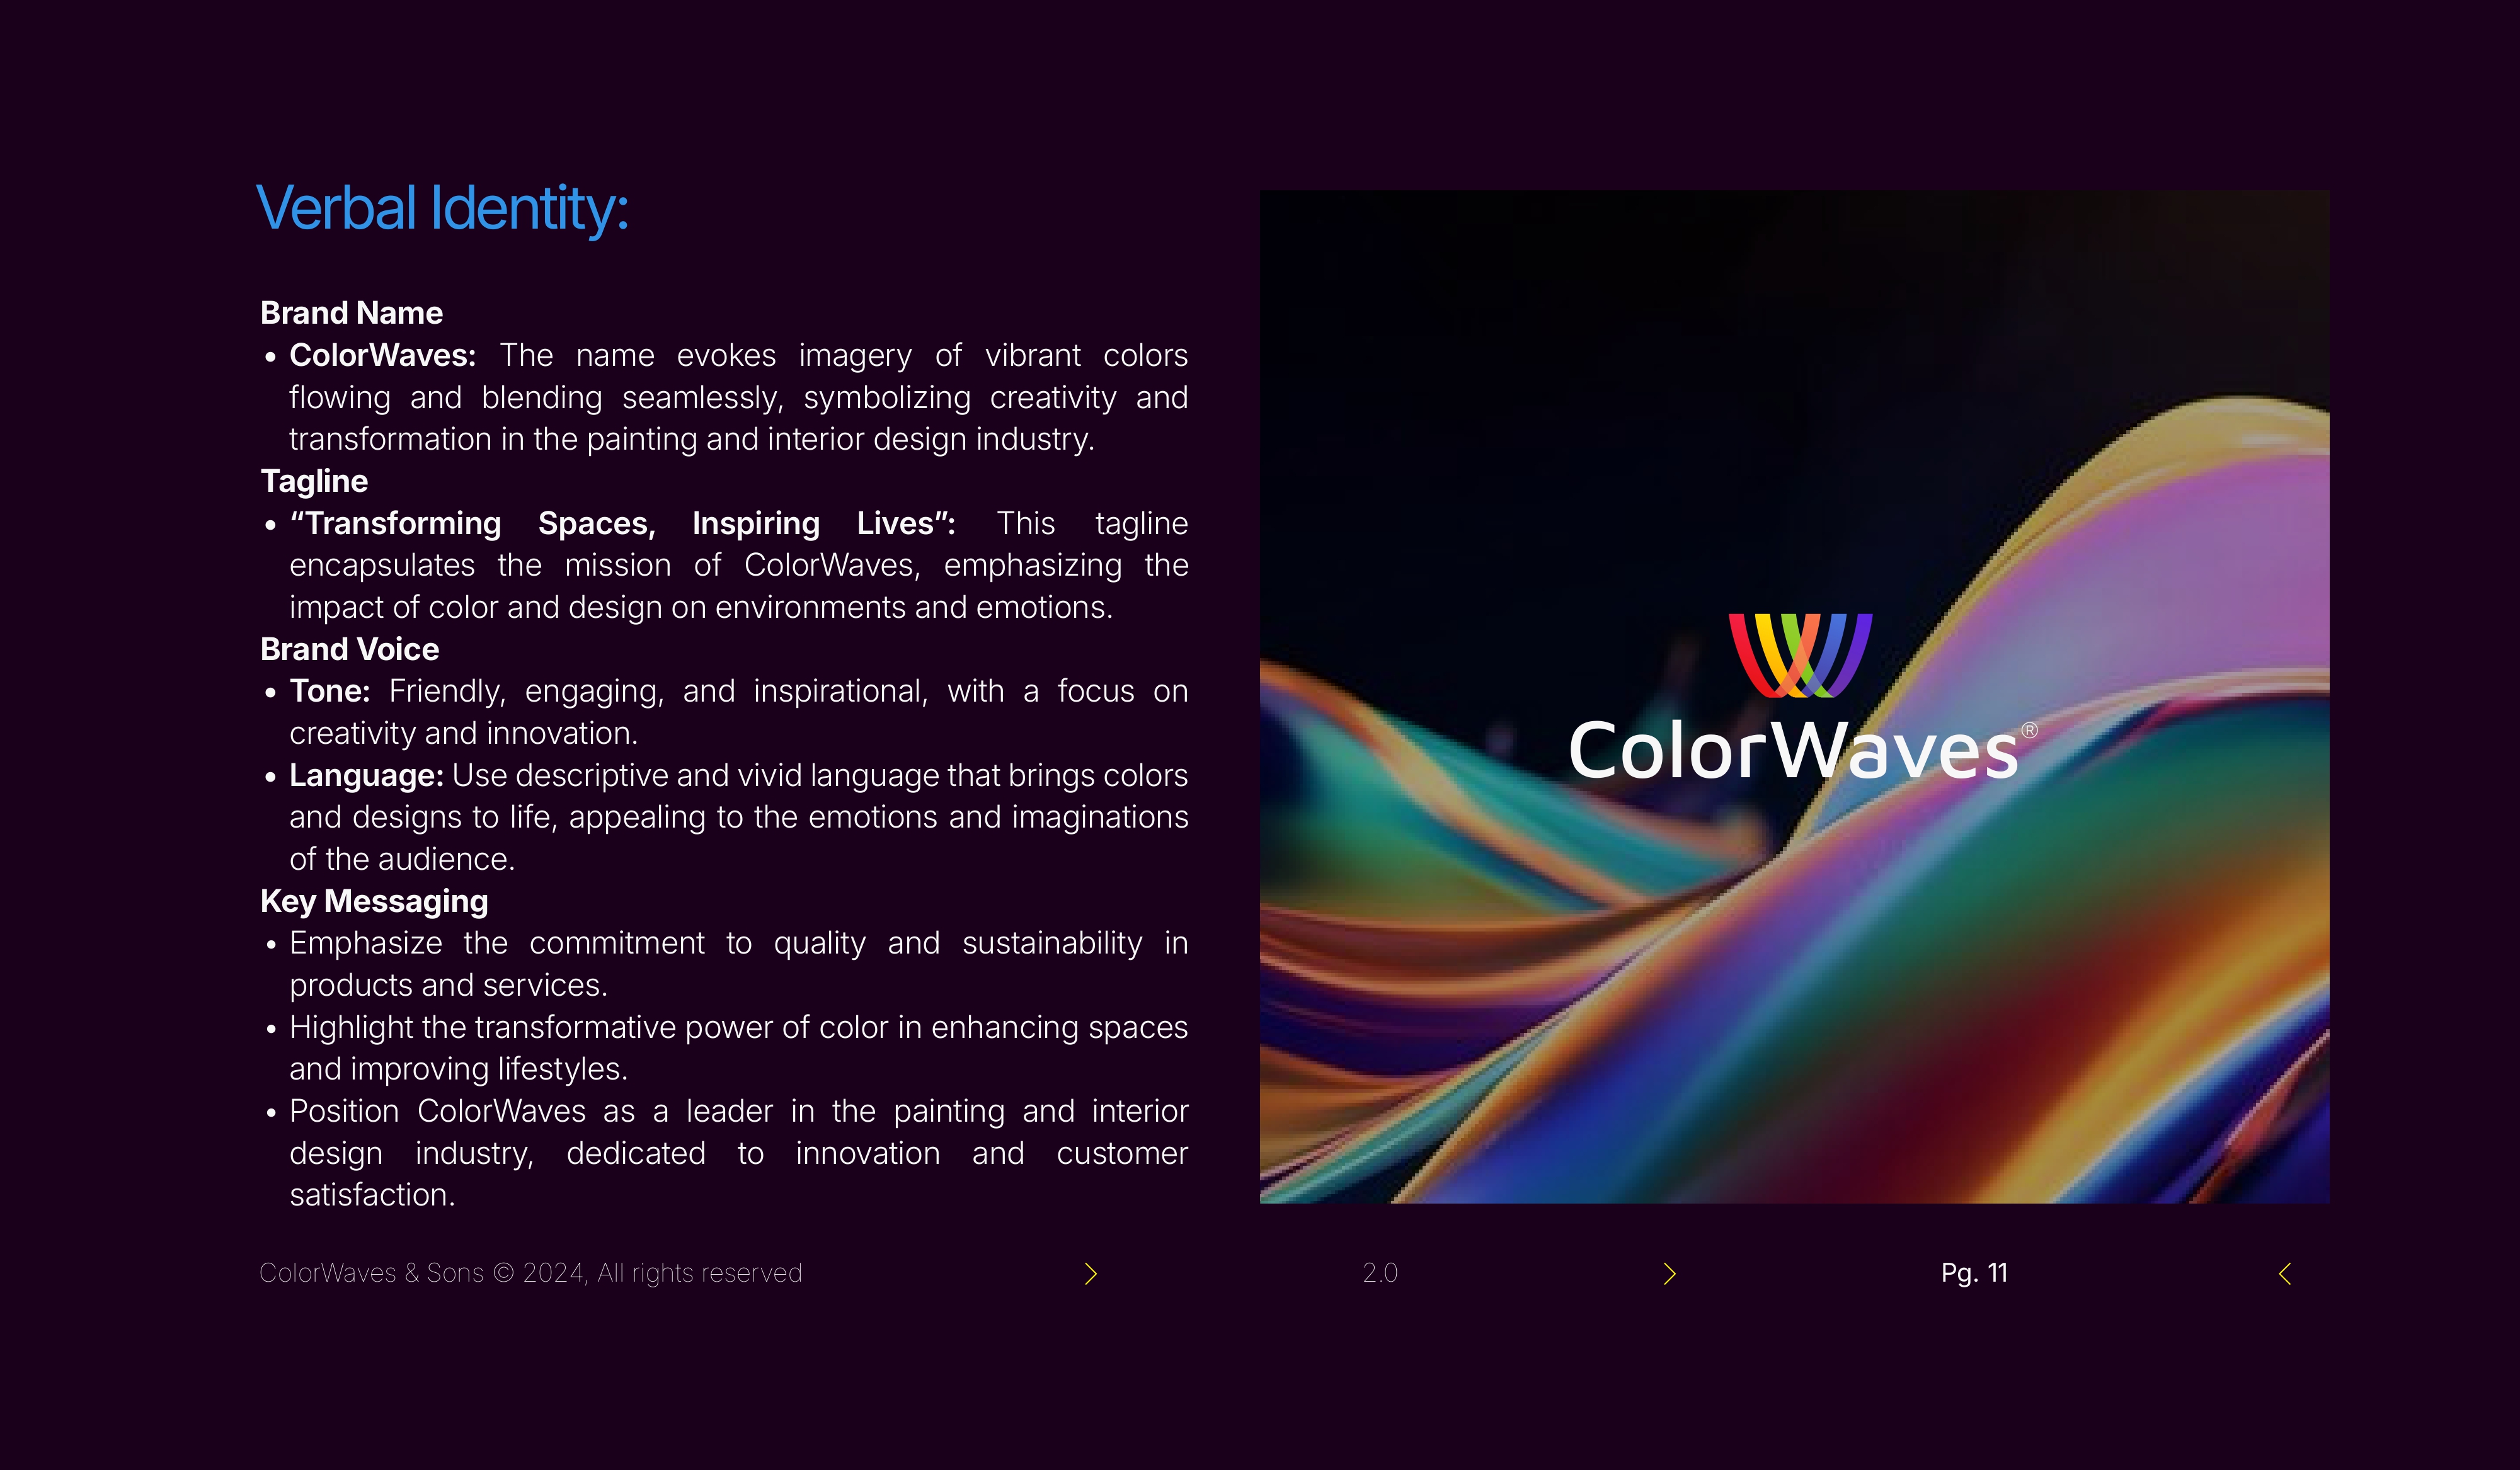 Verbal Identity:
Brand Name
• ColorWaves: The name evokes imagery of vibrant colors
flowing and blending seamlessly, symbolizing creativity and
transformation in the painting and interior design industry.
Tagline
• “Transforming Spaces, Inspiring Lives”: This tagline
encapsulates the mission of ColorWaves, emphasizing the
impact of color and design on environments and emotions.
Brand Voice
• Tone: Friendly, engaging, and inspirational, with a focus on
creativity and innovation.
• Language: Use descriptive and vivid language that brings colors
and designs to life, appealing to the emotions and imaginations
of the audience.
Key Messaging
• Emphasize the commitment to quality and sustainability in
products and services.
• Highlight the transformative power of color in enhancing spaces
and improving lifestyles.
• Position ColorWaves as a leader in the painting and interior
design industry, dedicated to innovation and customer
satisfaction.
ColorWaves®
ColorWaves & Sons © 2024, All rights reserved
2.0
Pg. 11